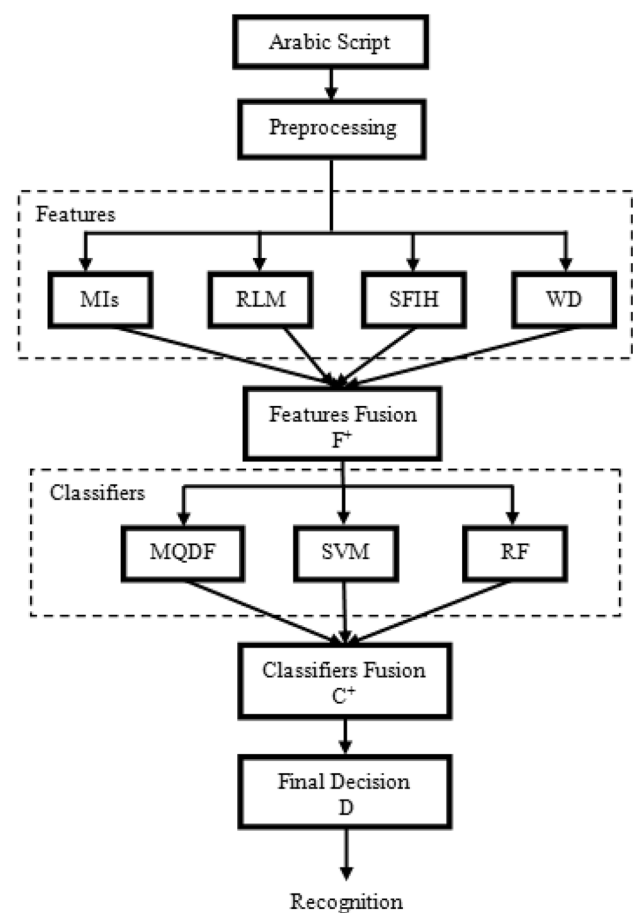 Arabic Script
Preprocessing
Features
MIs
RLM
SFIH
WD
Features Fusion
F⁺
Classifiers
MQDF
SVM
RF
Classifiers Fusion
C⁺
Final Decision
D
Recognition